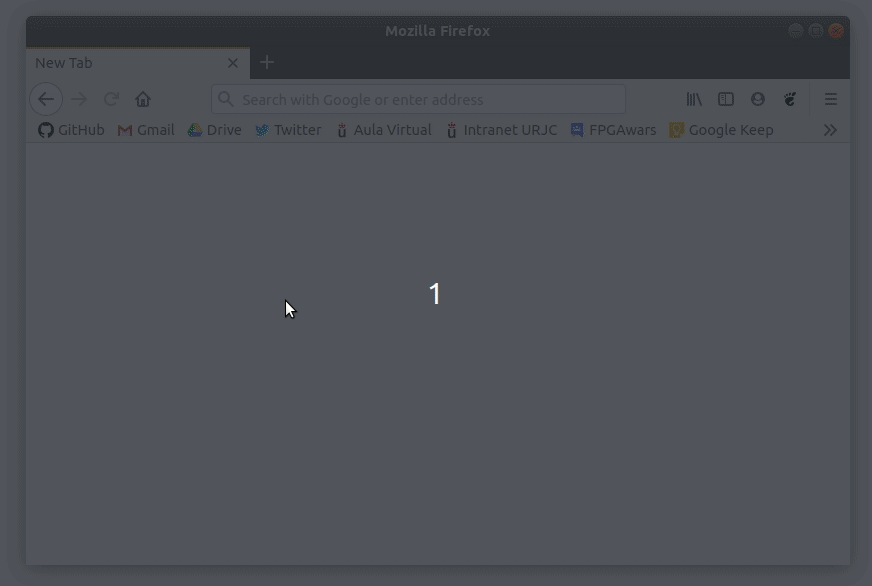 Mozilla Firefox
New Tab
Search with Google or enter address
GitHub Gmail Drive Twitter Aula Virtual Intranet URJC FPGAwars Google Keep
1